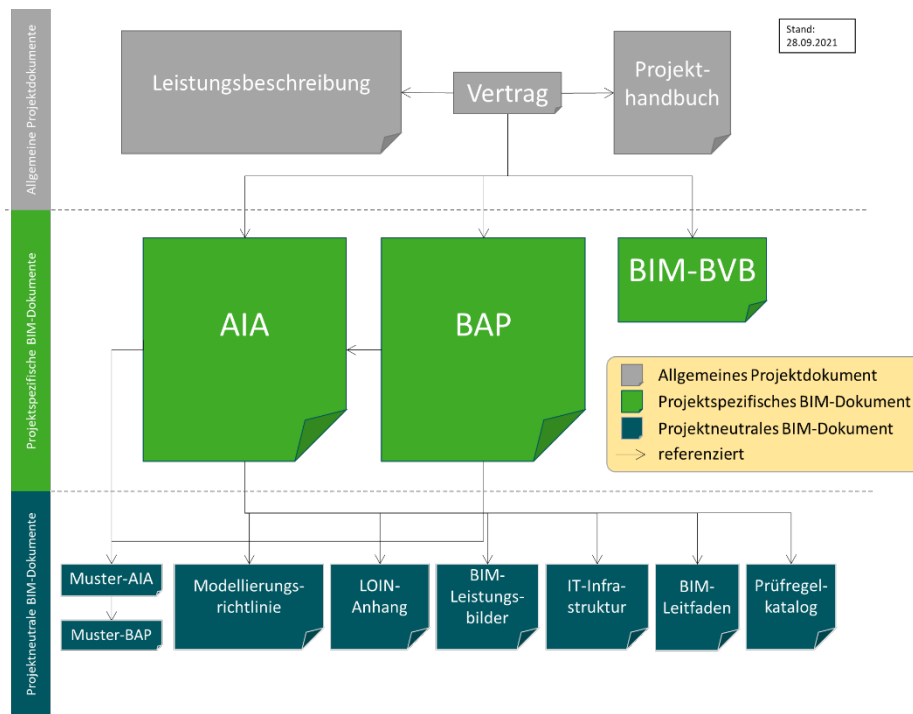 Stand:
28.09.2021
Allgemeine Projektdokumente
Leistungsbeschreibung
Vertrag
Projekt-
handbuch
Projektspezifische BIM-Dokumente
AIA
BAP
BIM-BVB
Allgemeines Projektdokument
Projektspezifisches BIM-Dokument
Projektneutrales BIM-Dokument
referenziert
Projektneutrale BIM-Dokumente
Muster-AIA
Muster-BAP
Modellierungs-
richtlinie
LOIN-
Anhang
BIM-
Leistungs-
bilder
IT-Infra-
struktur
BIM-
Leitfaden
Prüfregel-
katalog